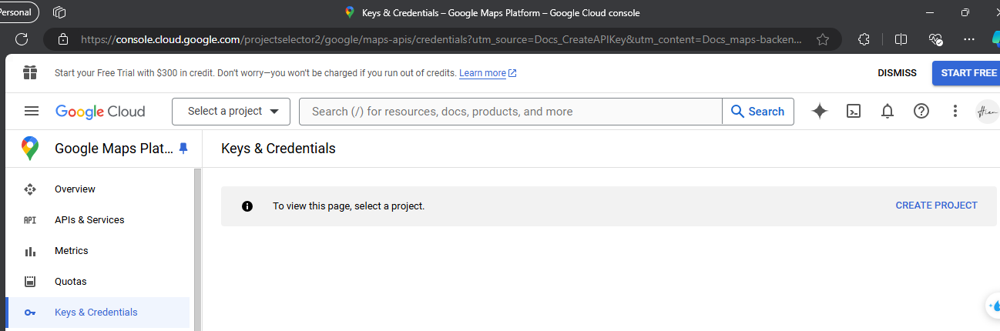 Personal
Keys & Credentials – Google Maps Platform – Google Cloud console
https://console.cloud.google.com/projectselector2/google/maps-apis/credentials?utm_source=Docs_CreateAPIKey&utm_content=Docs_maps-backen...
Start your Free Trial with $300 in credit. Don't worry—you won't be charged if you run out of credits. Learn more
DISMISS
START FREE
Google Cloud
Select a project
Search (/) for resources, docs, products, and more
Search
Hien
Google Maps Plat...
Keys & Credentials
Overview
To view this page, select a project.
CREATE PROJECT
API
APIs & Services
Metrics
Quotas
Keys & Credentials